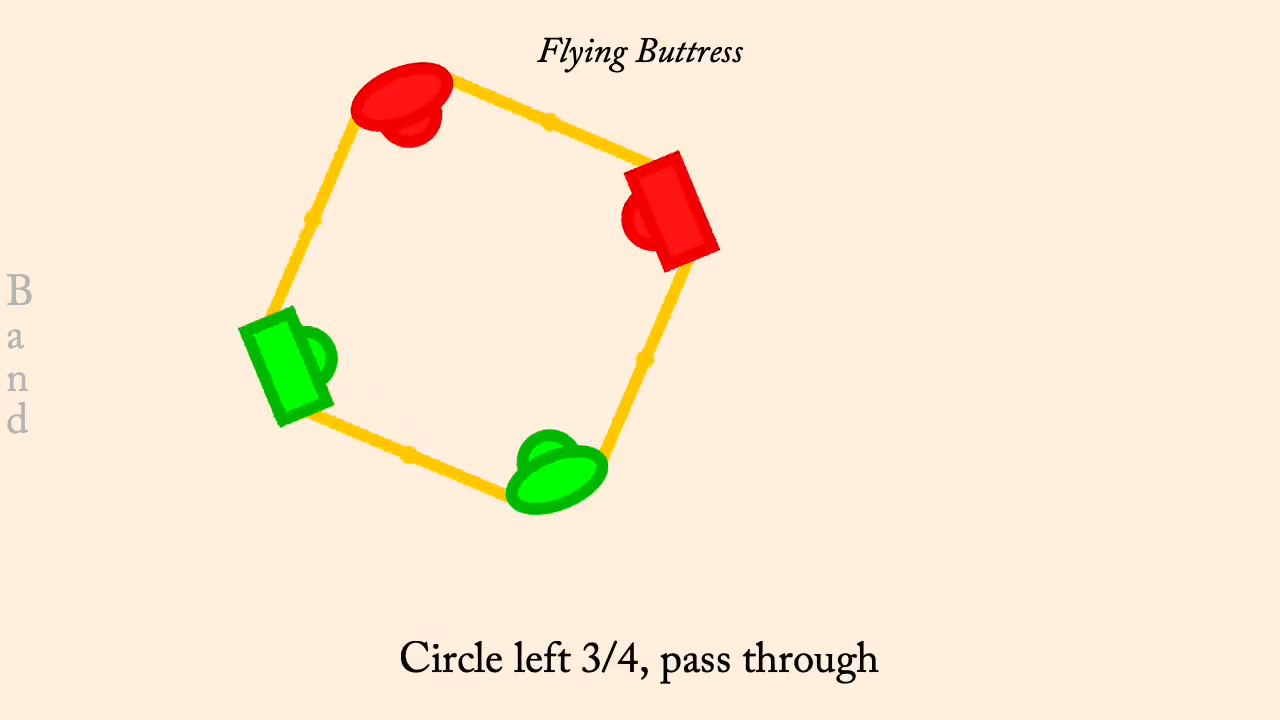 Flying Buttress
B
a
n
d
Circle left 3/4, pass through